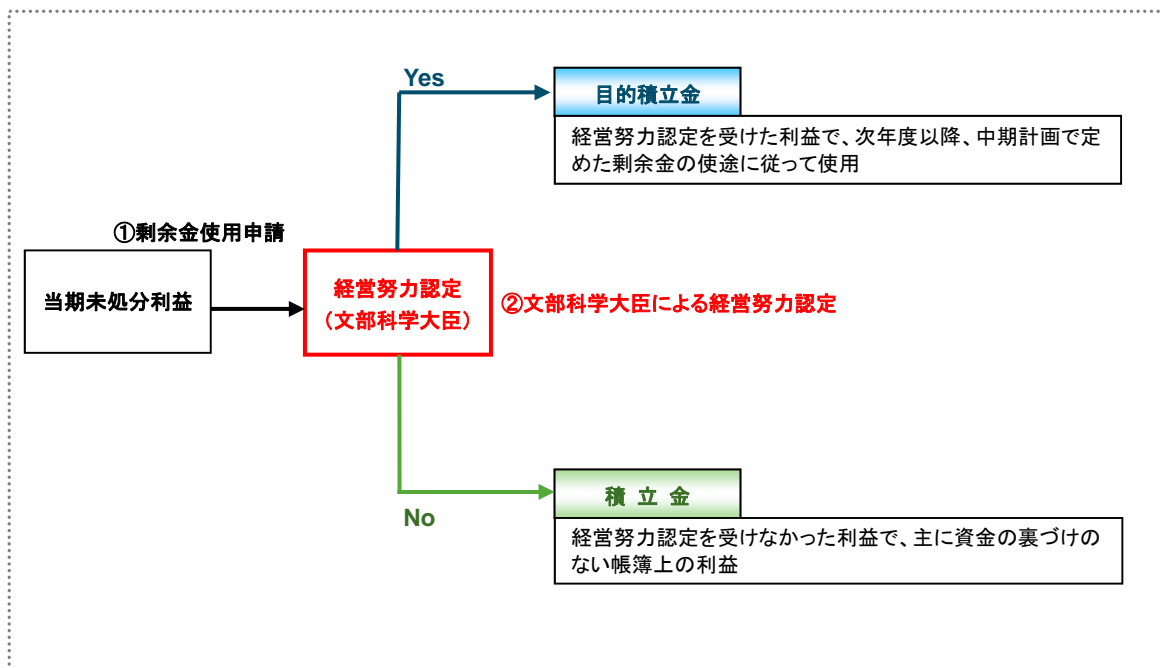 Yes
目的積立金
経営努力認定を受けた利益で、次年度以降、中期計画で定
めた剰余金の使途に従って使用
①剰余金使用申請
当期未処分利益
経営努力認定
（文部科学大臣）
②文部科学大臣による経営努力認定
積 立 金
No
経営努力認定を受けなかった利益で、主に資金の裏づけの
ない帳簿上の利益